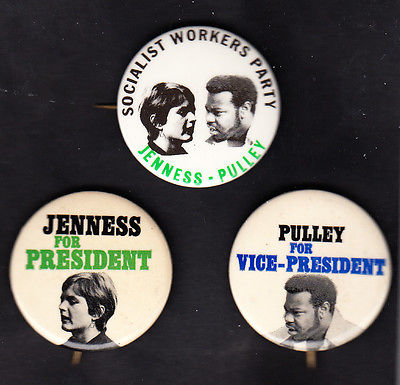 SOCIALIST WORKERS PARTY
JENNESS - PULLEY
JENNESS
FOR
PRESIDENT
PULLEY
FOR
VICE-PRESIDENT